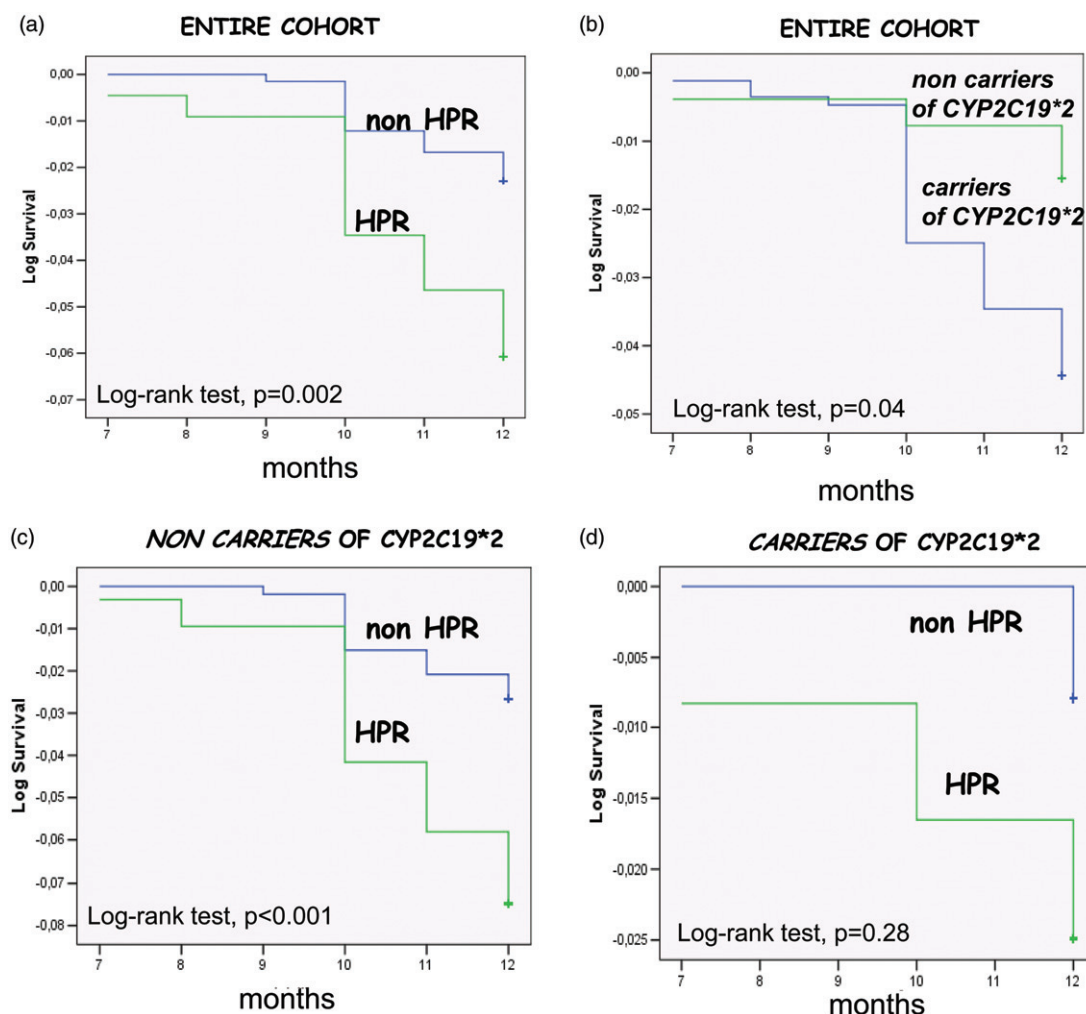 (a)
ENTIRE COHORT
0,00
-0,01
-0,02
-0,03
-0,04
-0,05
-0,06
-0,07
Log Survival
non HPR
HPR
Log-rank test, p=0.002
7 8 9 10 11 12
months
(b)
ENTIRE COHORT
0,00
-0,01
-0,02
-0,03
-0,04
-0,05
Log Survival
non carriers
of CYP2C19*2
carriers
of CYP2C19*2
Log-rank test, p=0.04
7 8 9 10 11 12
months
(c)
NON CARRIERS OF CYP2C19*2
0,00
-0,01
-0,02
-0,03
-0,04
-0,05
-0,06
-0,07
-0,08
Log Survival
non HPR
HPR
Log-rank test, p<0.001
7 8 9 10 11 12
months
(d)
CARRIERS OF CYP2C19*2
0,000
-0,005
-0,010
-0,015
-0,020
-0,025
Log Survival
non HPR
HPR
Log-rank test, p=0.28
7 8 9 10 11 12
months